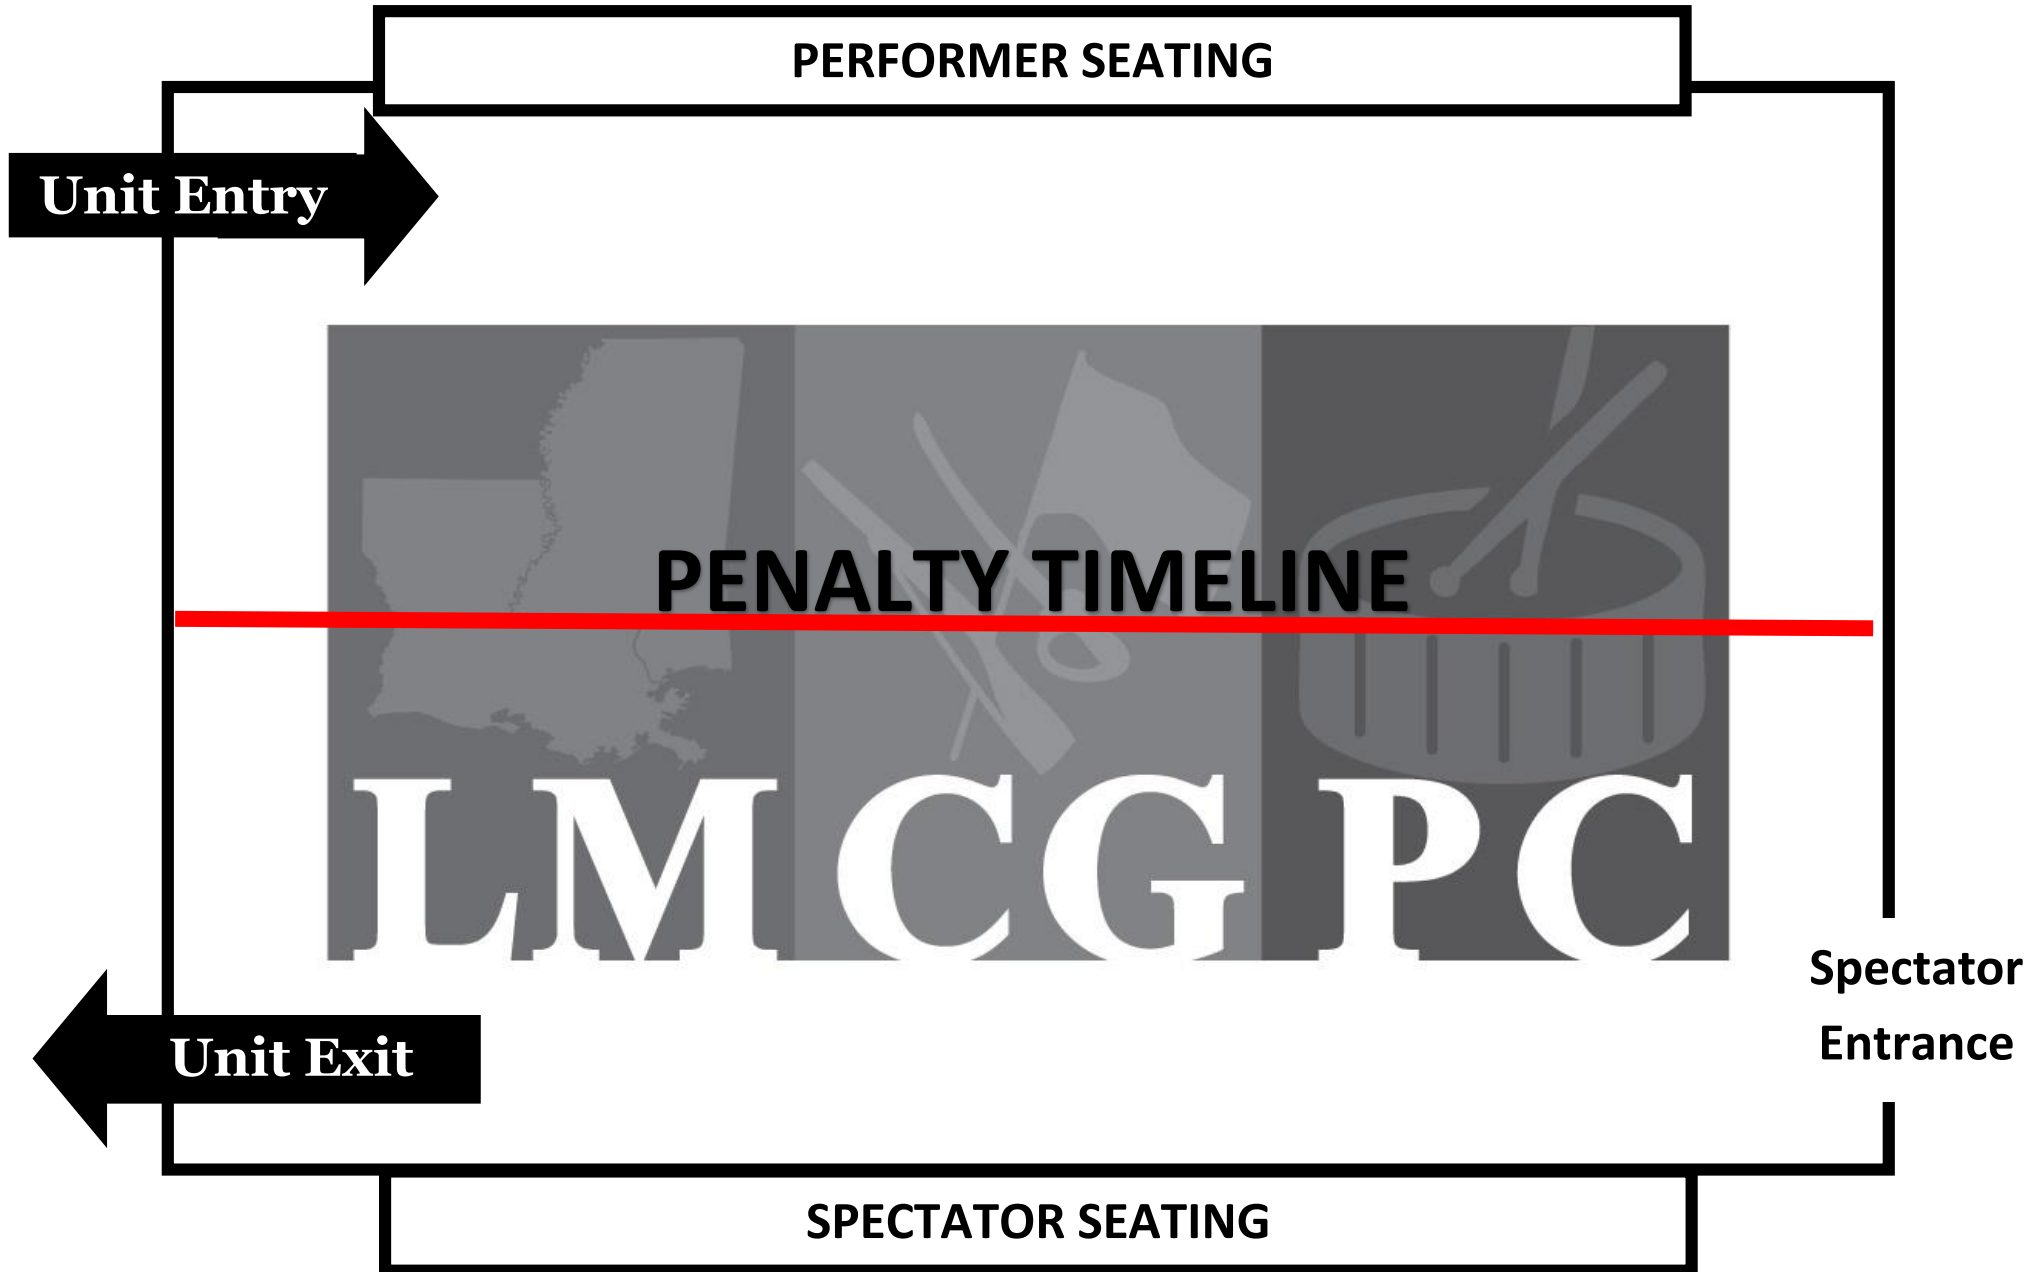 PERFORMER SEATING
Unit Entry
PENALTY TIMELINE
LMCGPC
Spectator
Entrance
Unit Exit
SPECTATOR SEATING